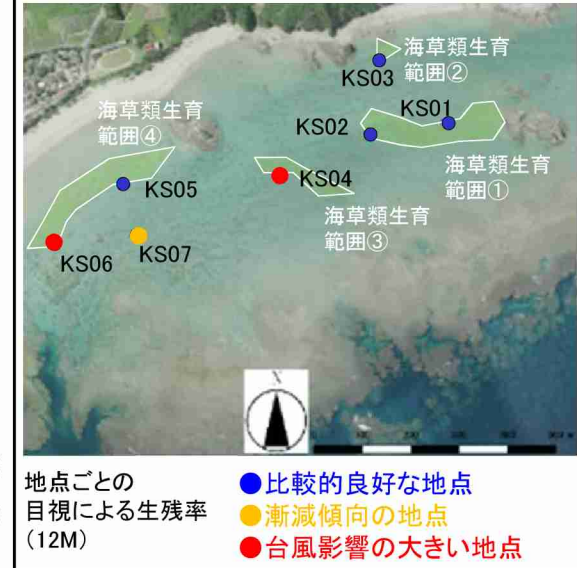 海草類生育
範囲②
KS03
海草類生育
範囲④
KS01
KS02
海草類生育
範囲①
KS04
KS05
海草類生育
範囲③
KS06
KS07
N
地点ごとの
目視による生残率
(12M)
●比較的良好な地点
●漸減傾向の地点
●台風影響の大きい地点